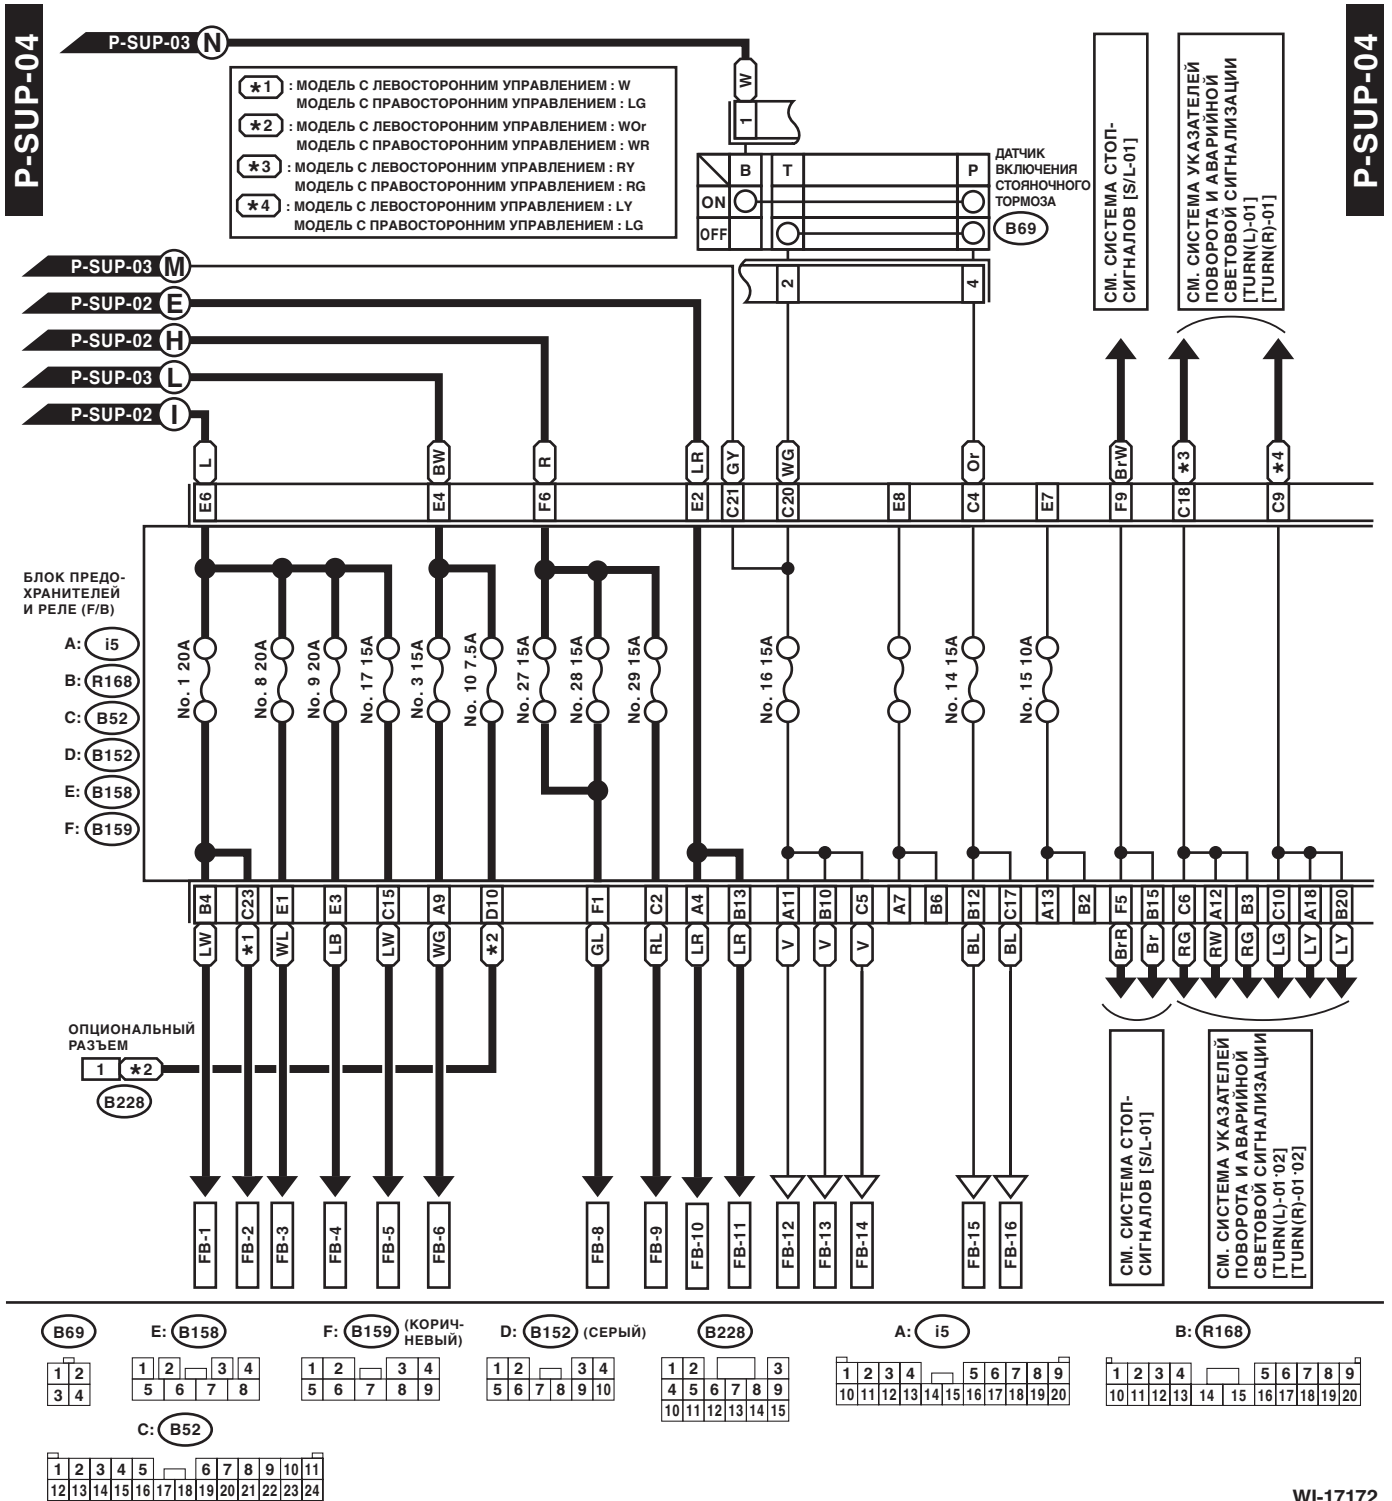 P-SUP-04
P-SUP-04
P-SUP-03 N
*1 : МОДЕЛЬ С ЛЕВОСТОРОННИМ УПРАВЛЕНИЕМ : W
МОДЕЛЬ С ПРАВОСТОРОННИМ УПРАВЛЕНИЕМ : LG
*2 : МОДЕЛЬ С ЛЕВОСТОРОННИМ УПРАВЛЕНИЕМ : WOr
МОДЕЛЬ С ПРАВОСТОРОННИМ УПРАВЛЕНИЕМ : WR
*3 : МОДЕЛЬ С ЛЕВОСТОРОННИМ УПРАВЛЕНИЕМ : RY
МОДЕЛЬ С ПРАВОСТОРОННИМ УПРАВЛЕНИЕМ : RG
*4 : МОДЕЛЬ С ЛЕВОСТОРОННИМ УПРАВЛЕНИЕМ : LY
МОДЕЛЬ С ПРАВОСТОРОННИМ УПРАВЛЕНИЕМ : LG
W
1
B T P
ON
OFF
ДАТЧИК
ВКЛЮЧЕНИЯ
СТОЯНОЧНОГО
ТОРМОЗА
B69
2 4
СМ. СИСТЕМА СТОП-
СИГНАЛОВ [S/L-01]
СМ. СИСТЕМА УКАЗАТЕЛЕЙ
ПОВОРОТА И АВАРИЙНОЙ
СВЕТОВОЙ СИГНАЛИЗАЦИИ
[TURN(L)-01]
[TURN(R)-01]
P-SUP-03 M
P-SUP-02 E
P-SUP-02 H
P-SUP-03 L
P-SUP-02 I
L BW R LR GY WG Or BrW *3 *4
E6 E4 F6 E2 C21 C20 E8 C4 E7 F9 C18 C9
БЛОК ПРЕДО-
ХРАНИТЕЛЕЙ
И РЕЛЕ (F/B)
A: i5
B: R168
C: B52
D: B152
E: B158
F: B159
No. 1 20A
No. 8 20A
No. 9 20A
No. 17 15A
No. 3 15A
No. 10 7.5A
No. 27 15A
No. 28 15A
No. 29 15A
No. 16 15A
No. 14 15A
No. 15 10A
B4 C23 E1 E3 C15 A9 D10 F1 C2 A4 B13 A11 B10 C5 A7 B6 B12 C17 A13 B2 F5 B15 C6 A12 B3 C10 A18 B20
LW *1 WL LB LW WG *2 GL RL LR LR V V V BL BL BrR Br RG RW RG LG LY LY
ОПЦИОНАЛЬНЫЙ
РАЗЪЕМ
1 *2
B228
FB-1 FB-2 FB-3 FB-4 FB-5 FB-6 FB-8 FB-9 FB-10 FB-11 FB-12 FB-13 FB-14 FB-15 FB-16
СМ. СИСТЕМА СТОП-
СИГНАЛОВ [S/L-01]
СМ. СИСТЕМА УКАЗАТЕЛЕЙ
ПОВОРОТА И АВАРИЙНОЙ
СВЕТОВОЙ СИГНАЛИЗАЦИИ
[TURN(L)-01·02]
[TURN(R)-01·02]
B69
1 2
3 4
E: B158
1 2 3 4
5 6 7 8
F: B159 (КОРИЧ-
НЕВЫЙ)
1 2 3 4
5 6 7 8 9
D: B152 (СЕРЫЙ)
1 2 3 4
5 6 7 8 9 10
B228
1 2 3
4 5 6 7 8 9
10 11 12 13 14 15
A: i5
1 2 3 4 5 6 7 8 9
10 11 12 13 14 15 16 17 18 19 20
B: R168
1 2 3 4 5 6 7 8 9
10 11 12 13 14 15 16 17 18 19 20
C: B52
1 2 3 4 5 6 7 8 9 10 11
12 13 14 15 16 17 18 19 20 21 22 23 24
WI-17172